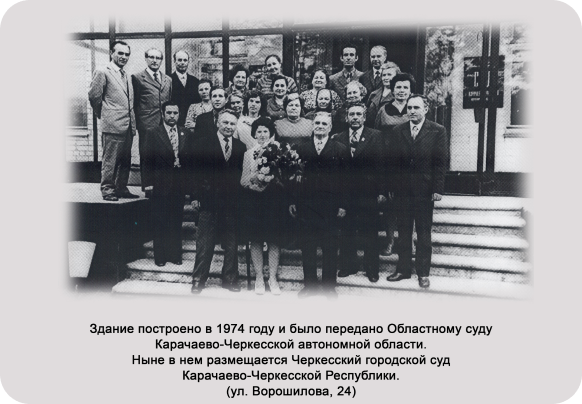 Здание построено в 1974 году и было передано Областному суду
Карачаево-Черкесской автономной области.
Ныне в нем размещается Черкесский городской суд
Карачаево-Черкесской Республики.
(ул. Ворошилова, 24)